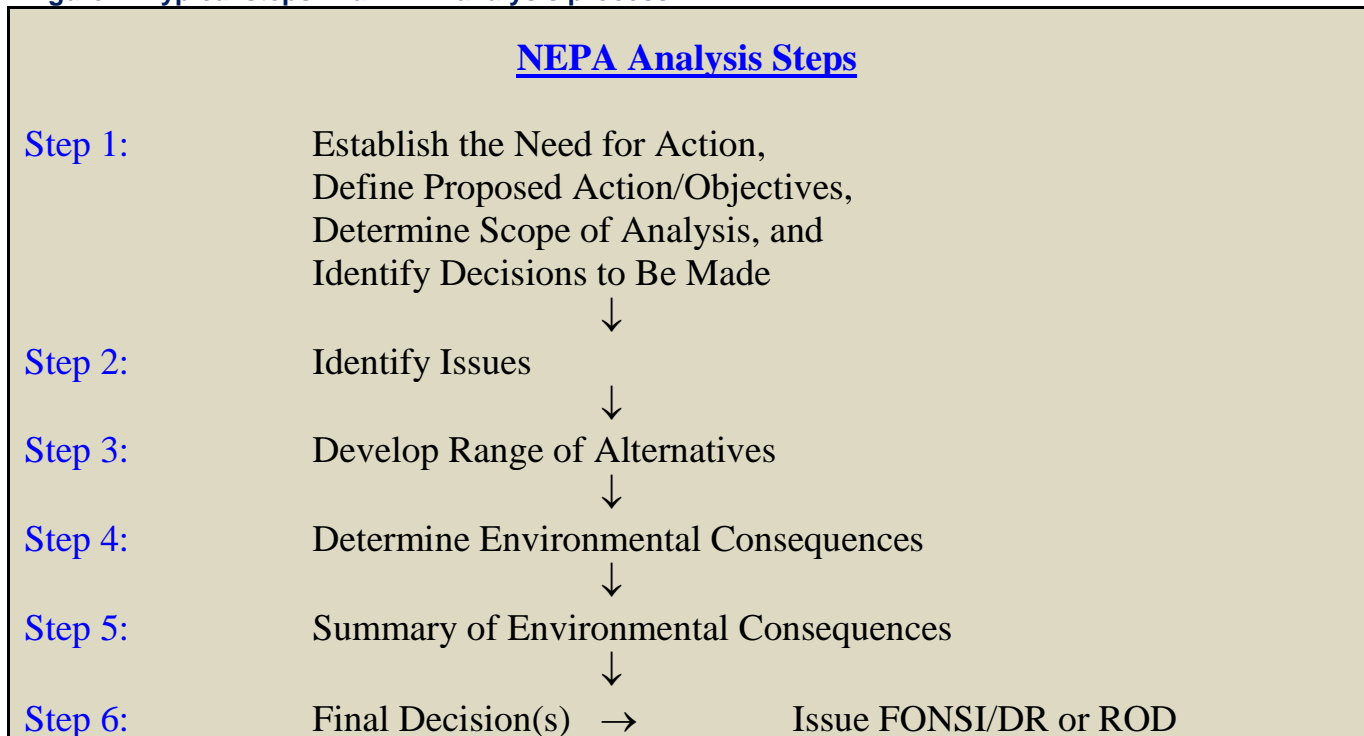 NEPA Analysis Steps
Step 1: Establish the Need for Action,
Define Proposed Action/Objectives,
Determine Scope of Analysis, and
Identify Decisions to Be Made
↓
Step 2: Identify Issues
↓
Step 3: Develop Range of Alternatives
↓
Step 4: Determine Environmental Consequences
↓
Step 5: Summary of Environmental Consequences
↓
Step 6: Final Decision(s) → Issue FONSI/DR or ROD